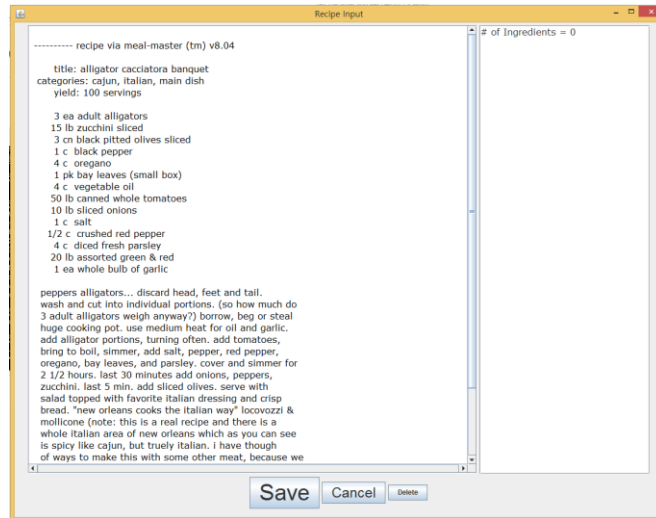 Recipe Input
---------- recipe via meal-master (tm) v8.04
title: alligator cacciatora banquet
categories: cajun, italian, main dish
yield: 100 servings
3 ea adult alligators
15 lb zucchini sliced
3 cn black pitted olives sliced
1 c black pepper
4 c oregano
1 pk bay leaves (small box)
4 c vegetable oil
50 lb canned whole tomatoes
10 lb sliced onions
1 c salt
1/2 c crushed red pepper
4 c diced fresh parsley
20 lb assorted green & red
1 ea whole bulb of garlic
peppers alligators... discard head, feet and tail.
wash and cut into individual portions. (so how much do
3 adult alligators weigh anyway?) borrow, beg or steal
huge cooking pot. use medium heat for oil and garlic.
add alligator portions, turning often. add tomatoes,
bring to boil, simmer, add salt, pepper, red pepper,
oregano, bay leaves, and parsley. cover and simmer for
2 1/2 hours. last 30 minutes add onions, peppers,
zucchini. last 5 min. add sliced olives. serve with
salad topped with favorite italian dressing and crisp
bread. "new orleans cooks the italian way" locovozzi &
mollicone (note: this is a real recipe and there is a
whole italian area of new orleans which as you can see
is spicy like cajun, but truely italian. i have though
of ways to make this with some other meat, because we
# of Ingredients = 0
Save
Cancel
Delete